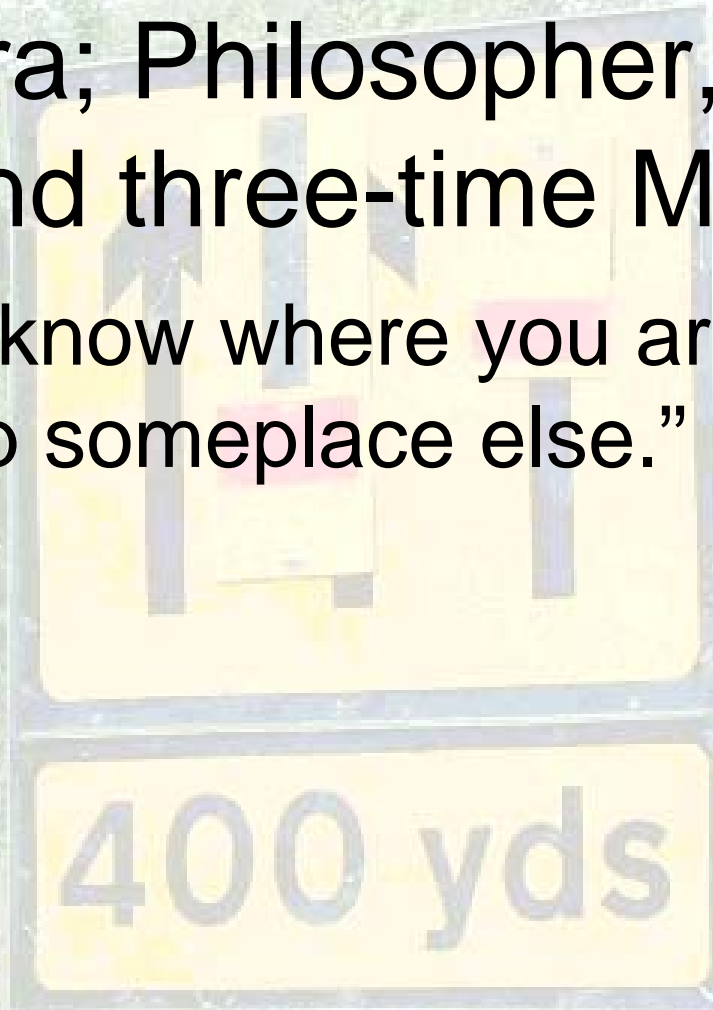 ra; Philosopher,
nd three-time M
know where you ar
o someplace else.”
400 yds